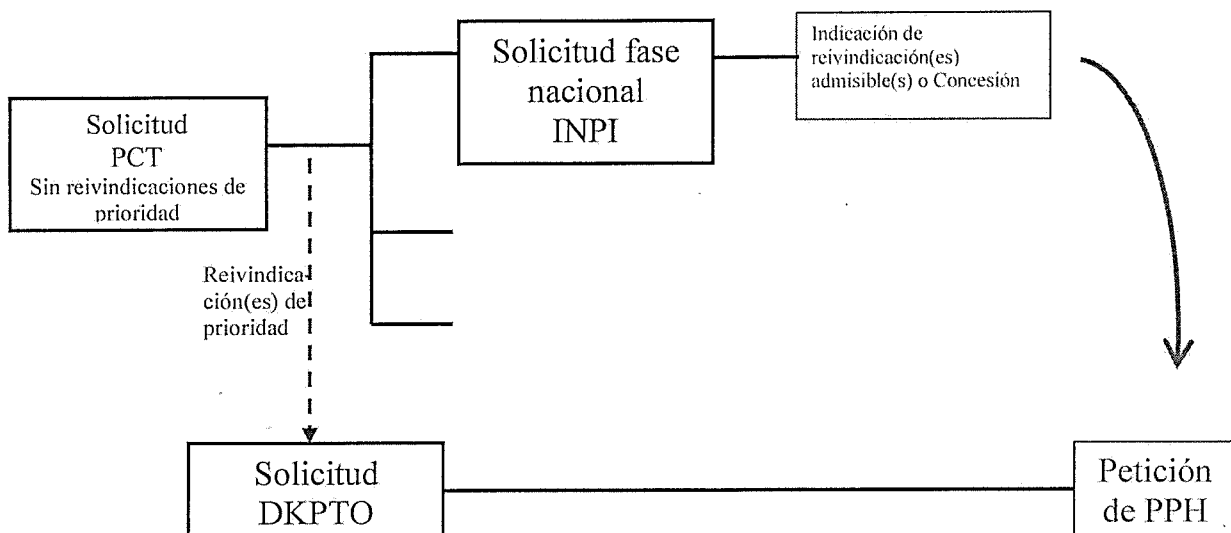 Solicitud
PCT
Sin reivindicaciones de
prioridad
Solicitud fase
nacional
INPI
Indicación de
reivindicación(es)
admisible(s) o Concesión
Reivindica-
ción(es) de
prioridad
Solicitud
DKPTO
Petición
de PPH